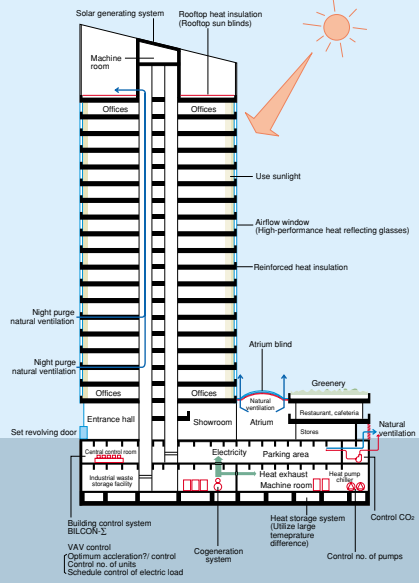 Solar generating system
Rooftop heat insulation
(Rooftop sun blinds)
Machine
room
Offices
Offices
Use sunlight
Airflow window
(High-performance heat reflecting glasses)
Reinforced heat insulation
Night purge
natural ventilation
Atrium blind
Night purge
natural ventilation
Greenery
Offices
Offices
Natural
ventilation
Restaurant, cafeteria
Entrance hall
Showroom
Atrium
Stores
Natural
ventilation
Set revolving door
Central control room
Electricity
Parking area
Industrial waste
storage facility
Heat exhaust
Machine room
Heat pump
chiller
Control CO2
Building control system
BILCON-Σ
Heat storage system
(Utilize large
temeprature
difference)
VAV control
Optimum accleration?/ control
Control no. of units
Schedule control of electric load
Cogeneration
system
Control no. of pumps